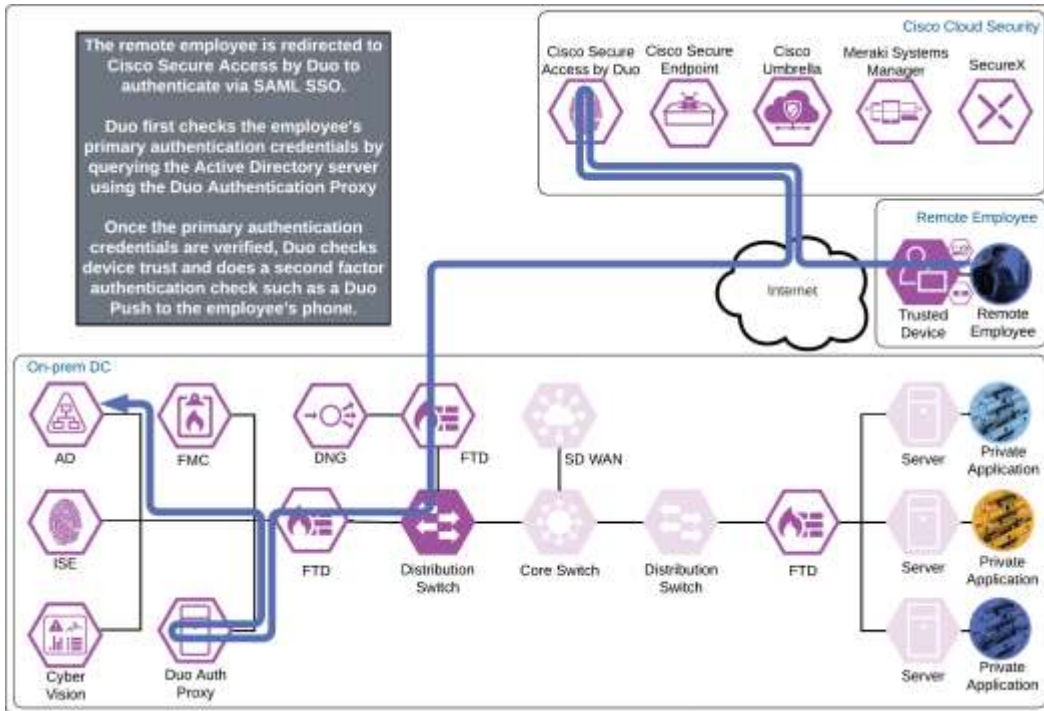 The remote employee is redirected to
Cisco Secure Access by Duo to
authenticate via SAML SSO.
Duo first checks the employee's
primary authentication credentials by
querying the Active Directory server
using the Duo Authentication Proxy
Once the primary authentication
credentials are verified, Duo checks
device trust and does a second factor
authentication check such as a Duo
Push to the employee's phone.
Cisco Cloud Security
Cisco Secure
Access by Duo
Cisco Secure
Endpoint
Cisco
Umbrella
Meraki Systems
Manager
SecureX
Remote Employee
Internet
Trusted
Device
Remote
Employee
On-prem DC
AD
FMC
DNG
FTD
SD WAN
Server
Private
Application
ISE
FTD
Distribution
Switch
Core Switch
Distribution
Switch
FTD
Server
Private
Application
Cyber
Vision
Duo Auth
Proxy
Server
Private
Application